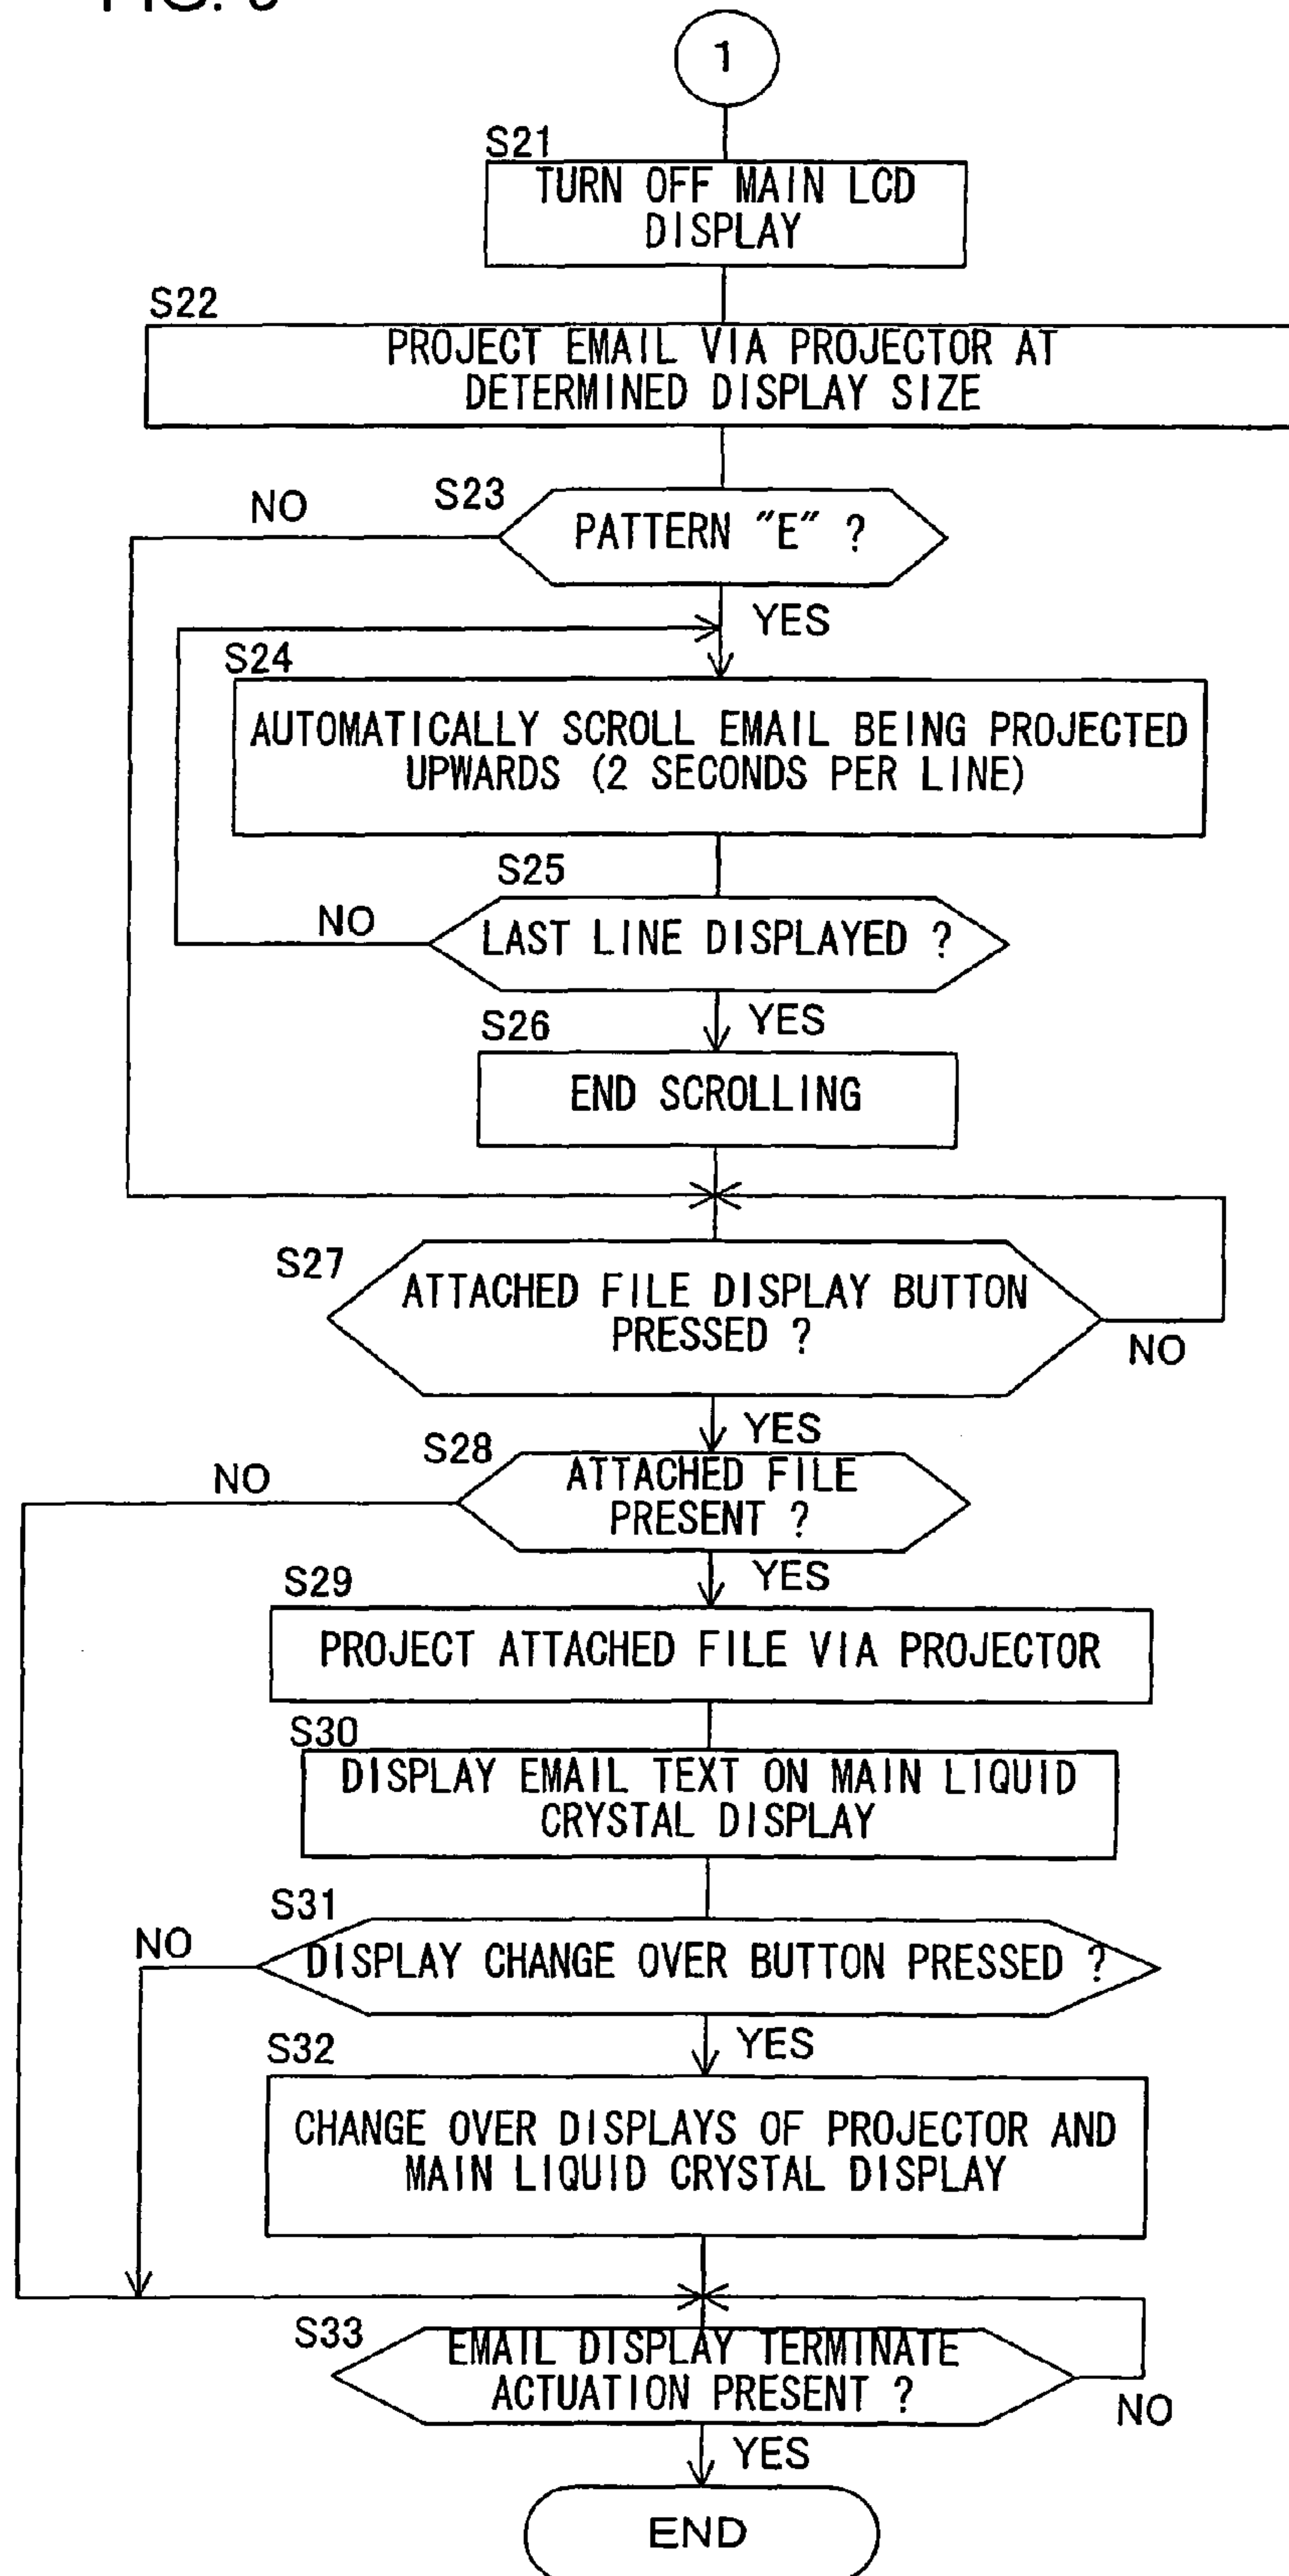 1
S21
TURN OFF MAIN LCD
DISPLAY
S22
PROJECT EMAIL VIA PROJECTOR AT
DETERMINED DISPLAY SIZE
NO
S23
PATTERN "E" ?
YES
S24
AUTOMATICALLY SCROLL EMAIL BEING PROJECTED
UPWARDS (2 SECONDS PER LINE)
S25
NO
LAST LINE DISPLAYED ?
YES
S26
END SCROLLING
S27
ATTACHED FILE DISPLAY BUTTON
PRESSED ?
NO
YES
S28
NO
ATTACHED FILE
PRESENT ?
YES
S29
PROJECT ATTACHED FILE VIA PROJECTOR
S30
DISPLAY EMAIL TEXT ON MAIN LIQUID
CRYSTAL DISPLAY
S31
NO
DISPLAY CHANGE OVER BUTTON PRESSED ?
YES
S32
CHANGE OVER DISPLAYS OF PROJECTOR AND
MAIN LIQUID CRYSTAL DISPLAY
S33
EMAIL DISPLAY TERMINATE
ACTUATION PRESENT ?
NO
YES
END